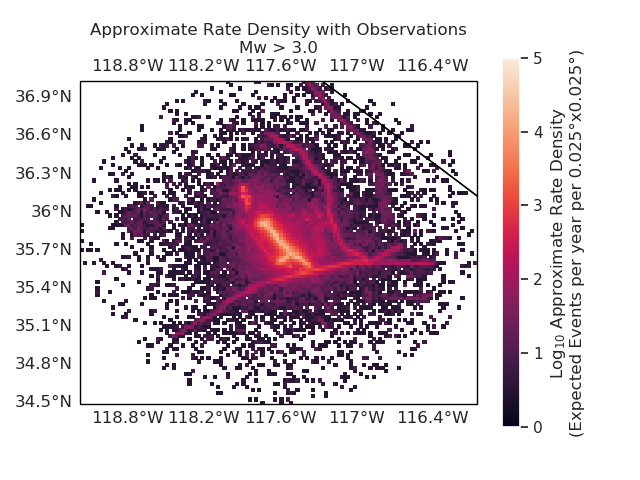 Approximate Rate Density with Observations
Mw > 3.0
118.8°W 118.2°W 117.6°W 117°W 116.4°W
36.9°N
36.6°N
36.3°N
36°N
35.7°N
35.4°N
35.1°N
34.8°N
34.5°N
118.8°W 118.2°W 117.6°W 117°W 116.4°W
5
4
3
2
1
0
Log₁₀ Approximate Rate Density
(Expected Events per year per 0.025°x0.025°)